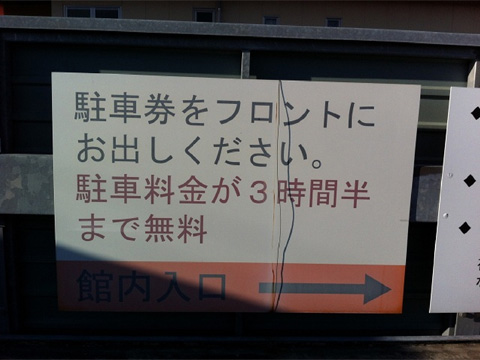 駐車券をフロントに
お出しください。
駐車料金が3時間半
まで無料
館内入口 →